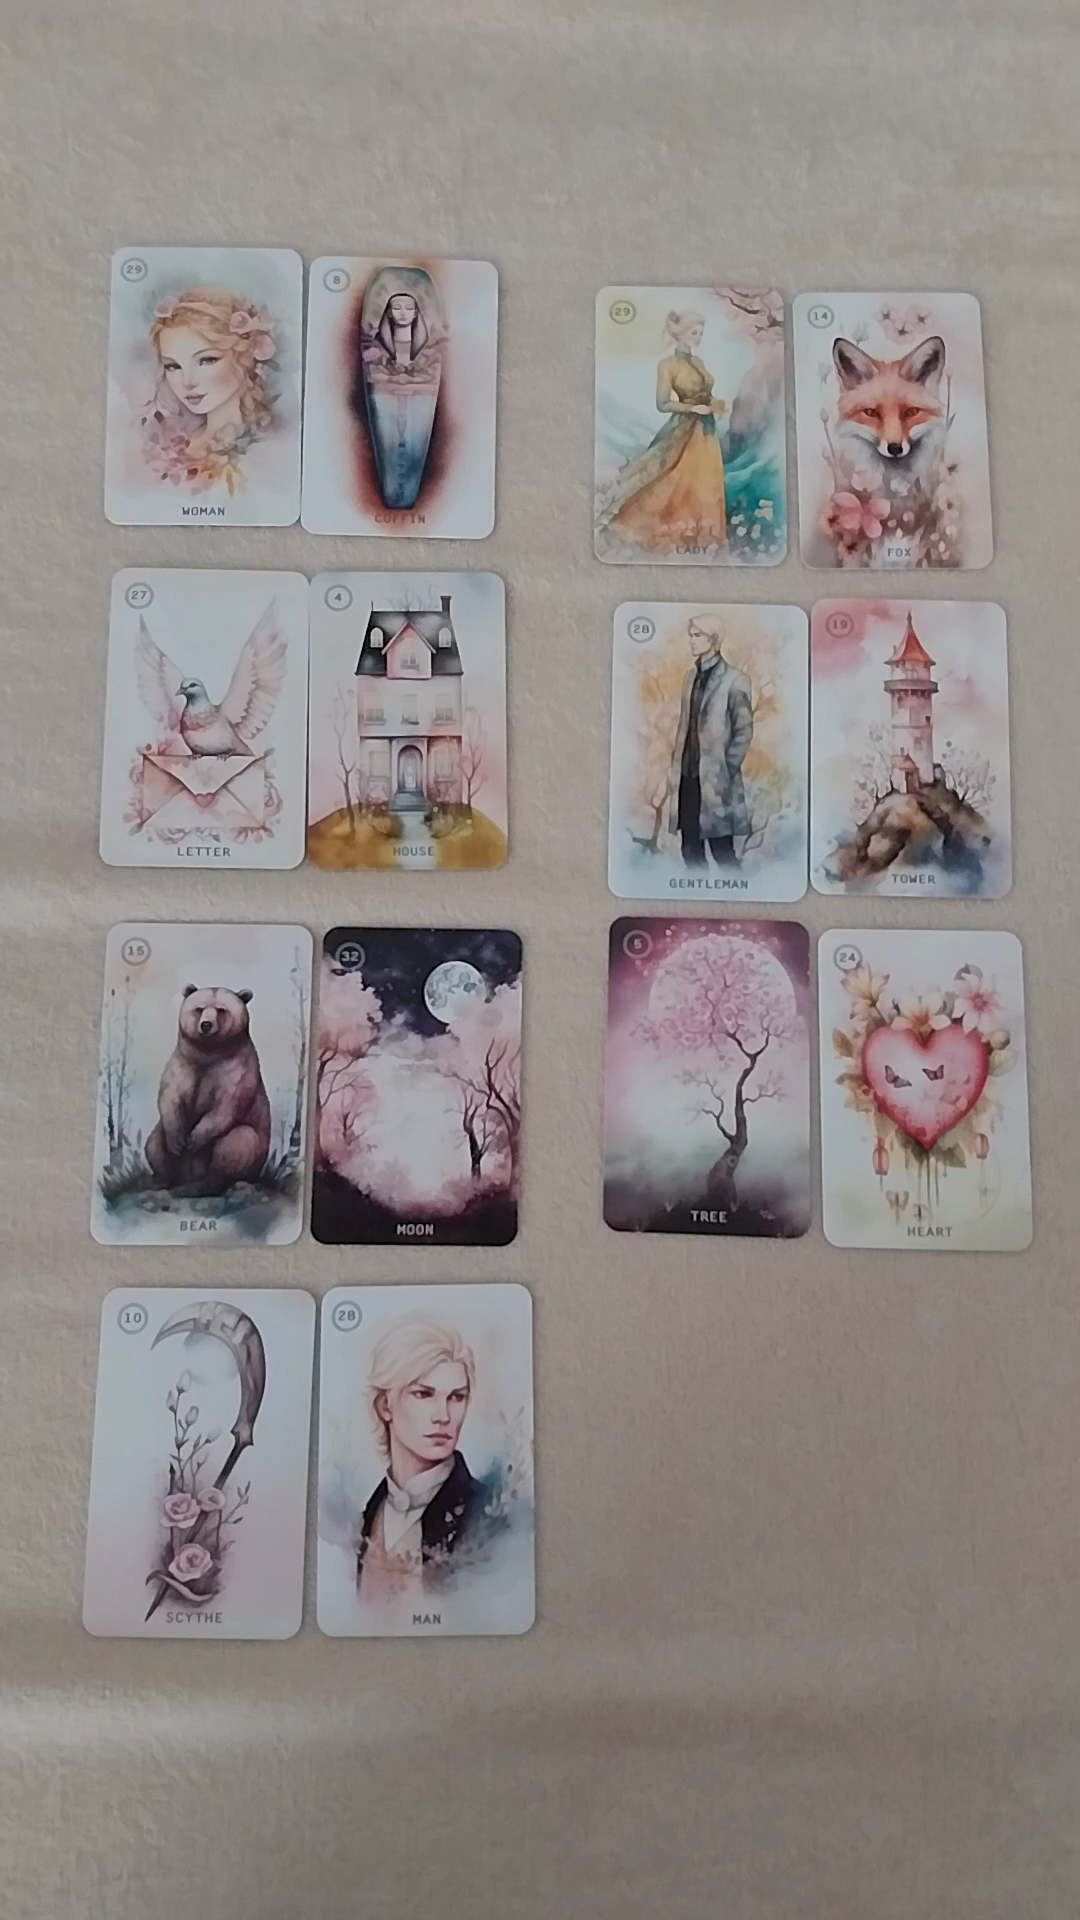 29
WOMAN
8
COFFIN
29
LADY
14
FOX
27
LETTER
4
HOUSE
28
GENTLEMAN
19
TOWER
15
BEAR
32
MOON
5
TREE
24
HEART
10
SCYTHE
28
MAN